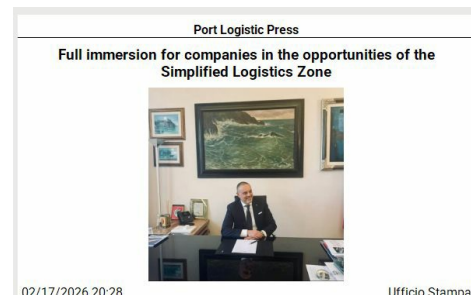 Port Logistic Press
Full immersion for companies in the opportunities of the
Simplified Logistics Zone
02/17/2026 20:28
Ufficio Stampa